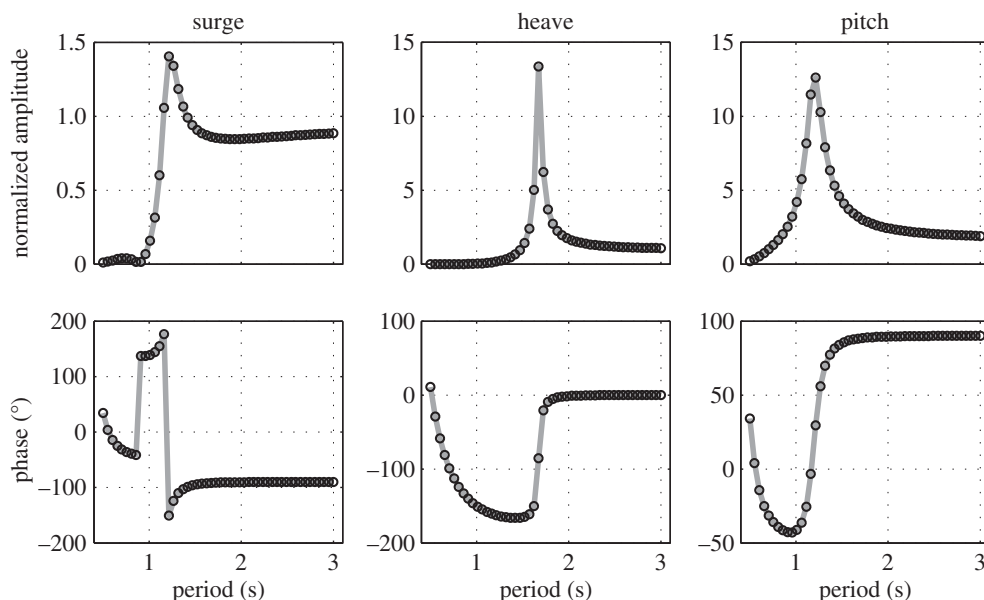 surge heave pitch
1.5 15 15
1.0 10 10
0.5 5 5
0 0 0
normalized amplitude
200 100 100
100 0 50
0 −100 0
−100 −200 −50
−200
phase (°)
1 2 3 1 2 3 1 2 3
period (s) period (s) period (s)